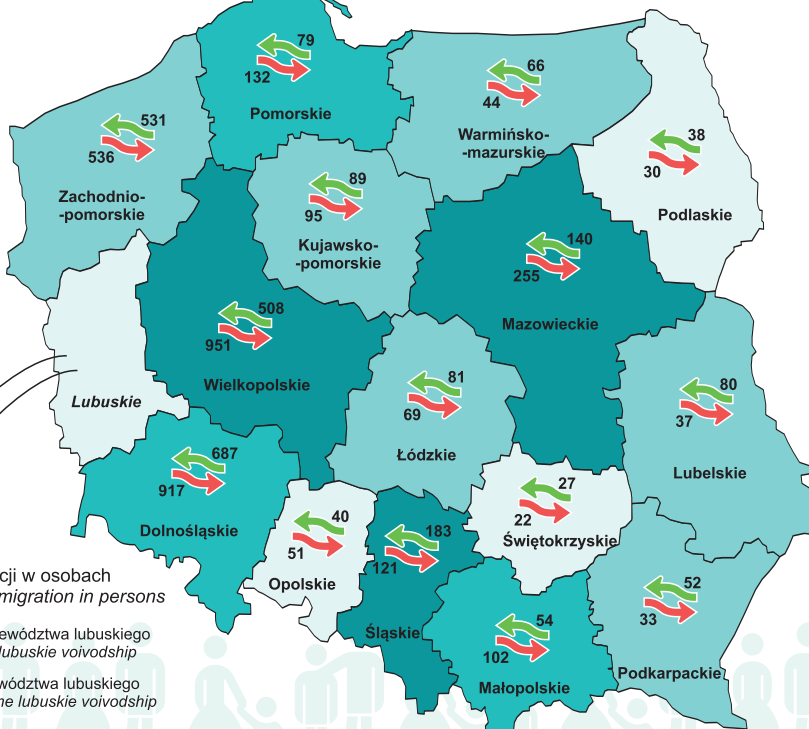 79
132
Pomorskie
66
44
Warmińsko-
-mazurskie
531
536
Zachodnio-
-pomorskie
38
30
Podlaskie
89
95
Kujawsko-
-pomorskie
140
255
Mazowieckie
508
951
Wielkopolskie
Lubuskie
81
69
Łódzkie
80
37
Lubelskie
687
917
Dolnośląskie
27
22
Świętokrzyskie
40
51
Opolskie
183
121
Śląskie
52
33
Podkarpackie
54
102
Małopolskie
cji w osobach
migration in persons
ewództwa lubuskiego
lubuskie voivodship
wództwa lubuskiego
ne lubuskie voivodship